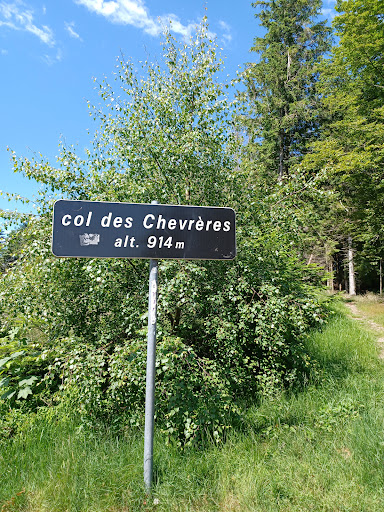 col des Chevrères
alt. 914 m